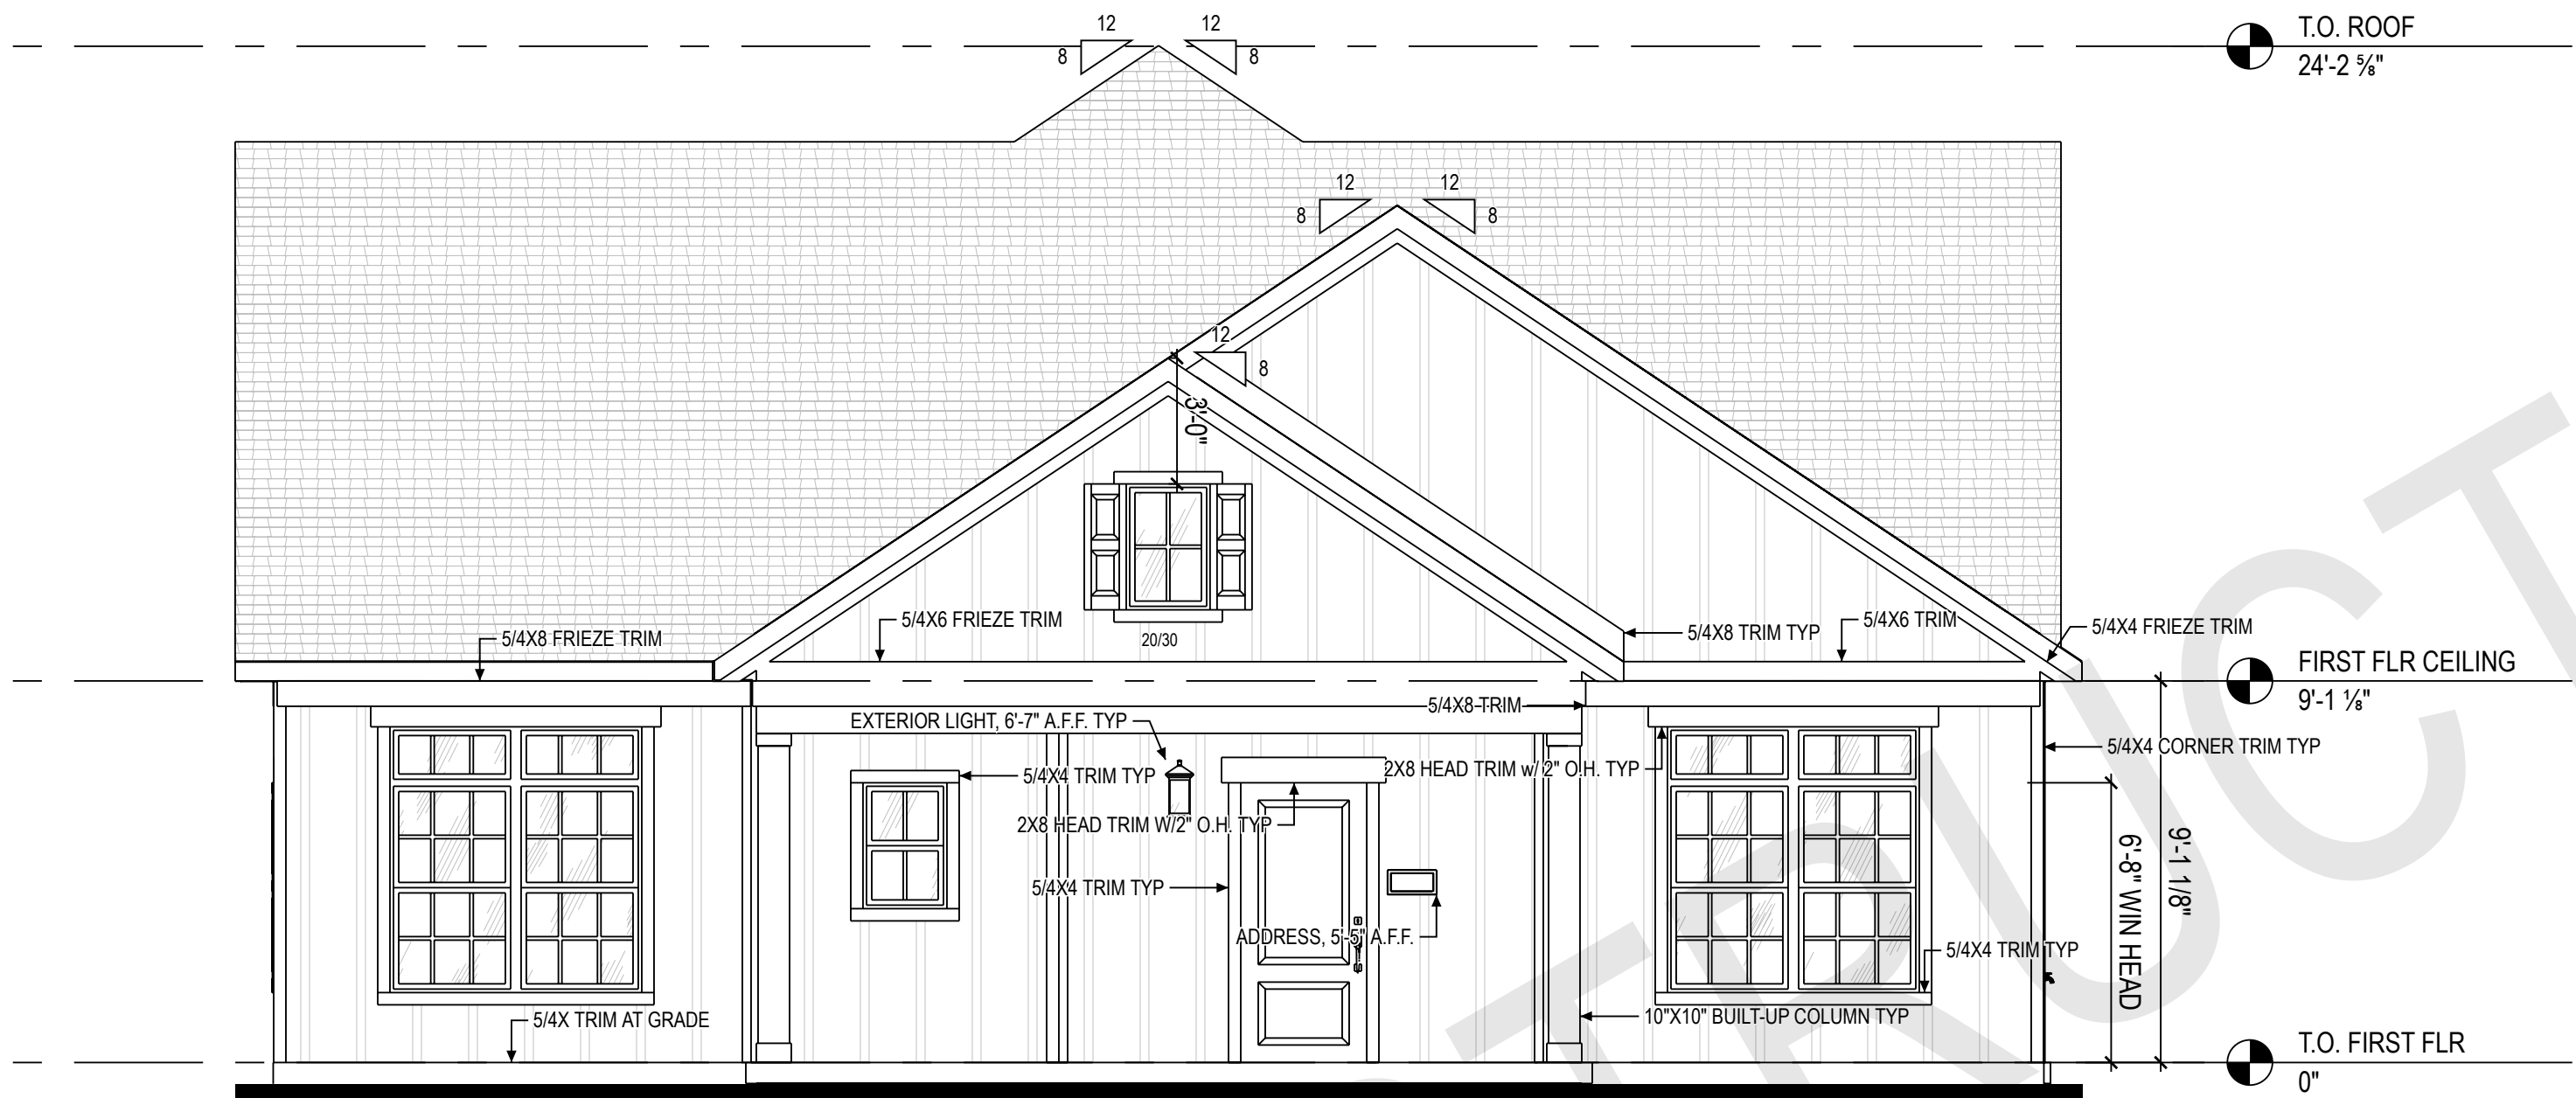 12
12
8
8
T.O. ROOF
24'-2 ⅝"
12
12
8
8
12
8
3'-0"
20/30
5/4X8 FRIEZE TRIM
5/4X6 FRIEZE TRIM
5/4X8 TRIM TYP
5/4X6 TRIM
5/4X4 FRIEZE TRIM
FIRST FLR CEILING
9'-1 ⅛"
5/4X8 TRIM
EXTERIOR LIGHT, 6'-7" A.F.F. TYP
5/4X4 TRIM TYP
2X8 HEAD TRIM w/ 2" O.H. TYP
5/4X4 CORNER TRIM TYP
2X8 HEAD TRIM W/2" O.H. TYP
5/4X4 TRIM TYP
ADDRESS, 5'-5" A.F.F.
5/4X4 TRIM TYP
6'-8" WIN HEAD
9'-1 1/8"
5/4X TRIM AT GRADE
10"X10" BUILT-UP COLUMN TYP
T.O. FIRST FLR
0"
TRUCT